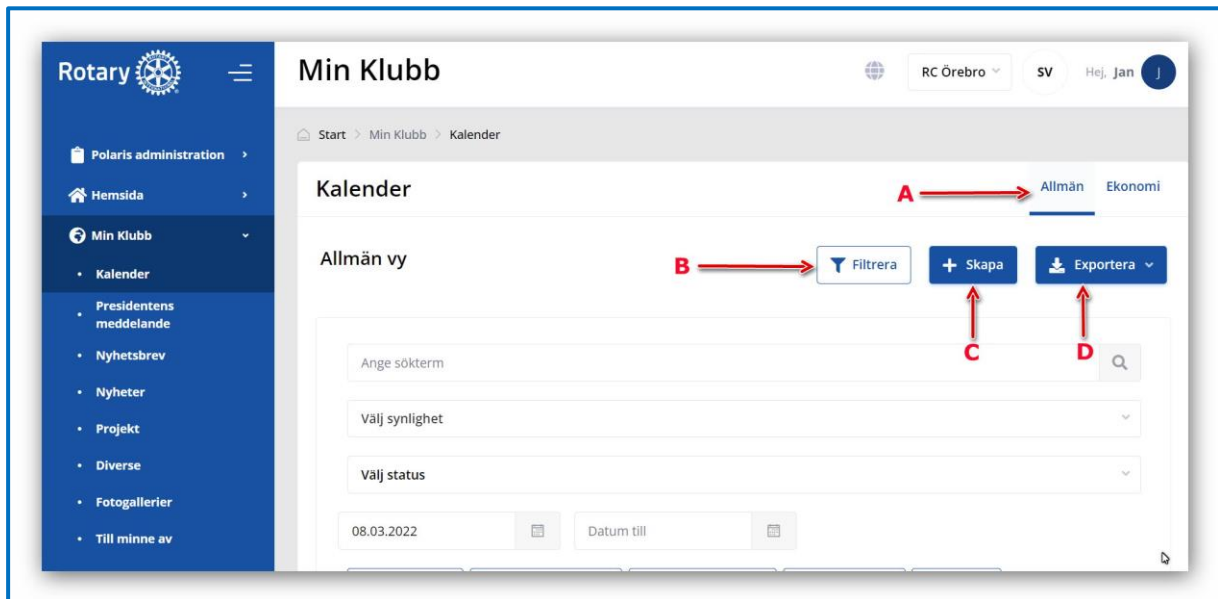 Rotary
Min Klubb
RC Örebro
SV
Hej, Jan
J
Start > Min Klubb > Kalender
Polaris administration
Hemsida
Min Klubb
Kalender
Presidentens
meddelande
Nyhetsbrev
Nyheter
Projekt
Diverse
Fotogallerier
Till minne av
Kalender
A
Allmän
Ekonomi
Allmän vy
B
Filtrera
+ Skapa
Exportera
C
D
Ange sökterm
Välj synlighet
Välj status
08.03.2022
Datum till